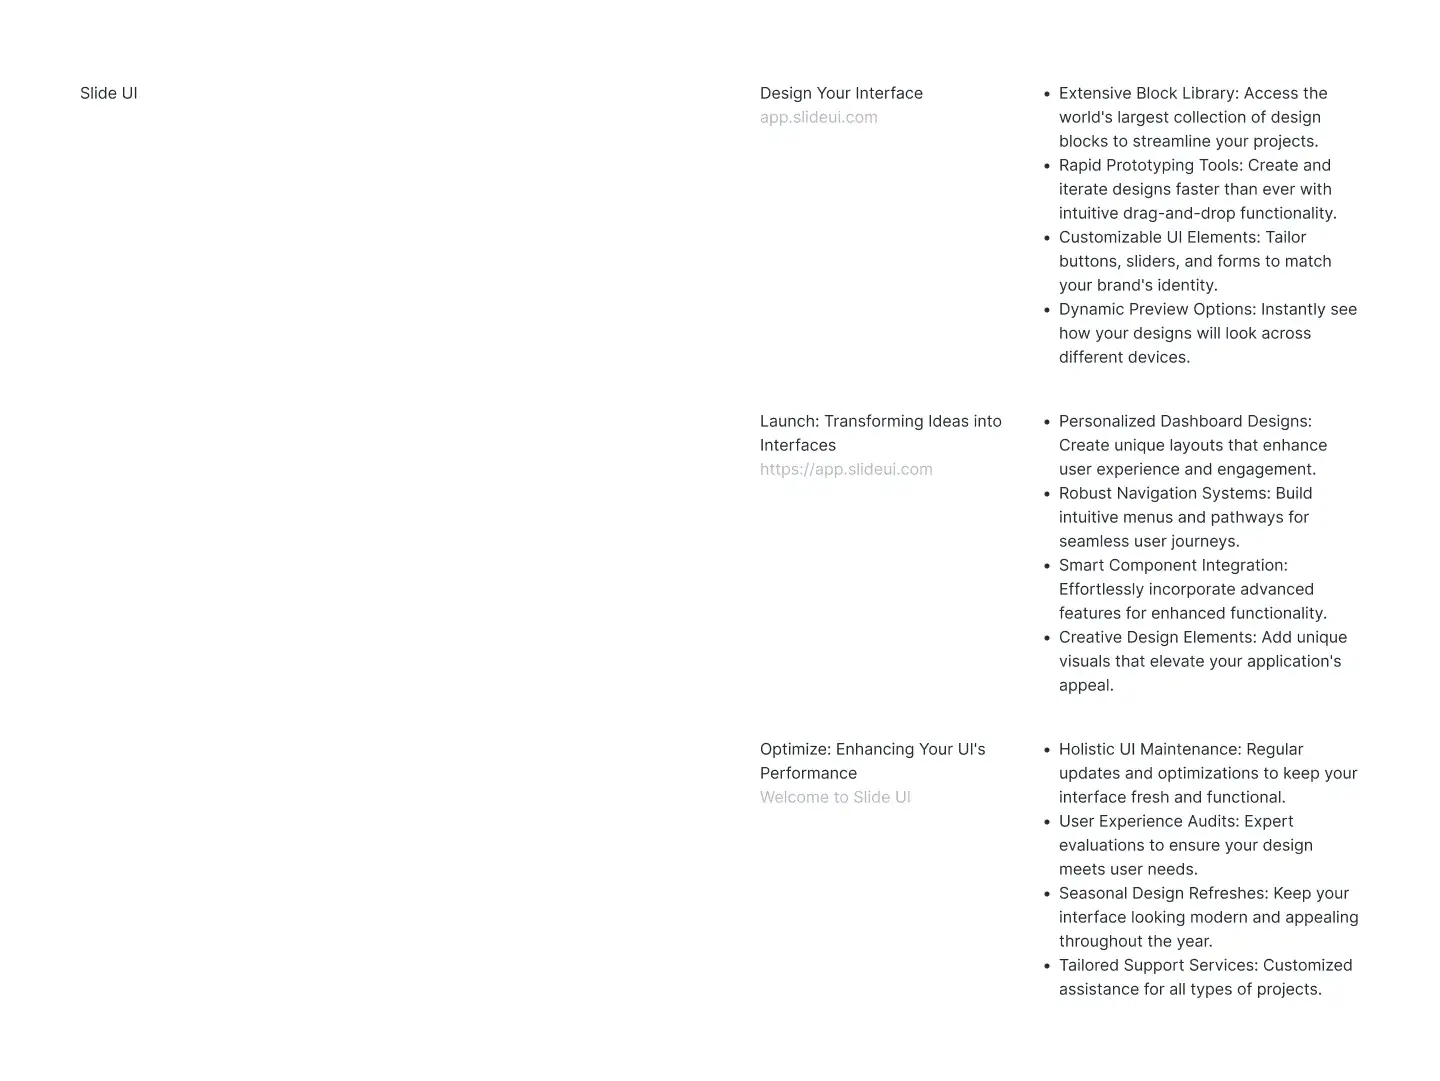 Slide UI
Design Your Interface
app.slideui.com
• Extensive Block Library: Access the
world's largest collection of design
blocks to streamline your projects.
• Rapid Prototyping Tools: Create and
iterate designs faster than ever with
intuitive drag-and-drop functionality.
• Customizable UI Elements: Tailor
buttons, sliders, and forms to match
your brand's identity.
• Dynamic Preview Options: Instantly see
how your designs will look across
different devices.
Launch: Transforming Ideas into
Interfaces
https://app.slideui.com
• Personalized Dashboard Designs:
Create unique layouts that enhance
user experience and engagement.
• Robust Navigation Systems: Build
intuitive menus and pathways for
seamless user journeys.
• Smart Component Integration:
Effortlessly incorporate advanced
features for enhanced functionality.
• Creative Design Elements: Add unique
visuals that elevate your application's
appeal.
Optimize: Enhancing Your UI's
Performance
Welcome to Slide UI
• Holistic UI Maintenance: Regular
updates and optimizations to keep your
interface fresh and functional.
• User Experience Audits: Expert
evaluations to ensure your design
meets user needs.
• Seasonal Design Refreshes: Keep your
interface looking modern and appealing
throughout the year.
• Tailored Support Services: Customized
assistance for all types of projects.